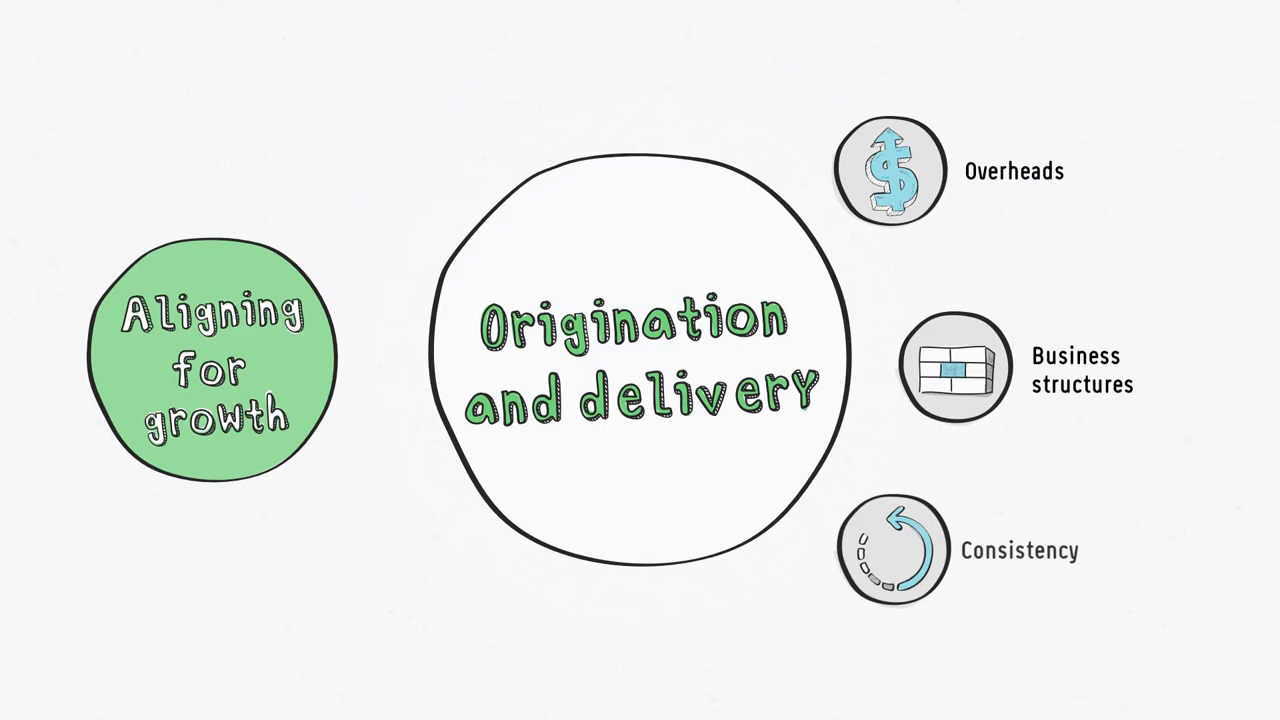 Aligning
for
growth
Origination
and delivery
Overheads
Business
structures
Consistency